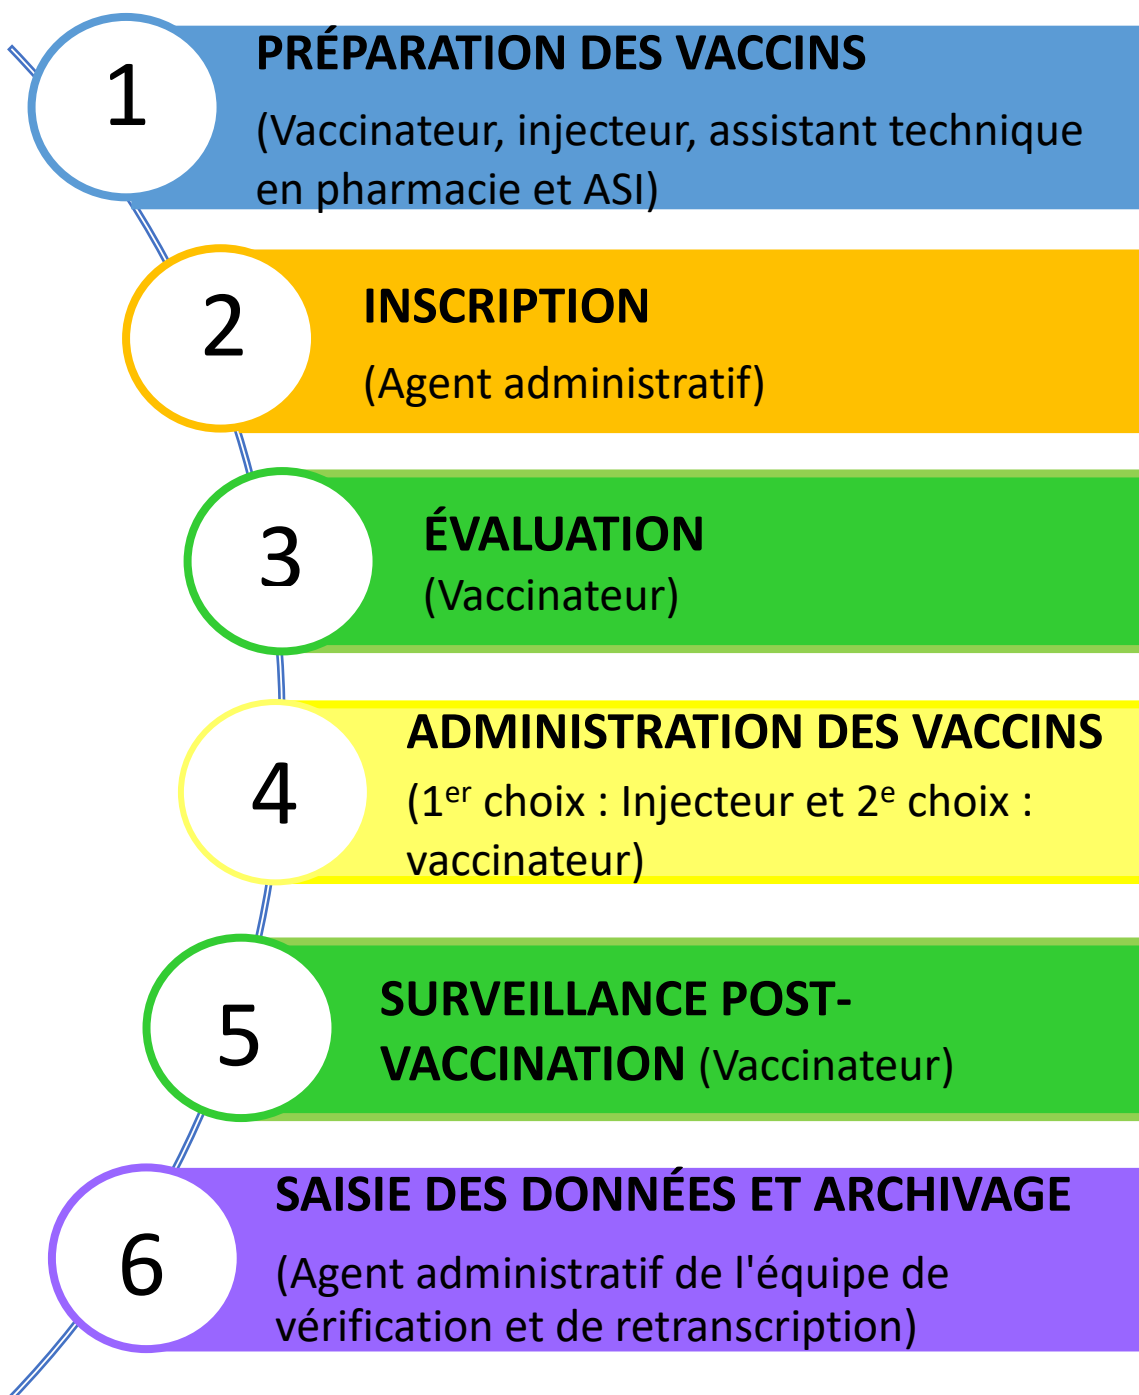 1
PRÉPARATION DES VACCINS
(Vaccinateur, injecteur, assistant technique
en pharmacie et ASI)
2
INSCRIPTION
(Agent administratif)
3
ÉVALUATION
(Vaccinateur)
4
ADMINISTRATION DES VACCINS
(1er choix : Injecteur et 2e choix :
vaccinateur)
5
SURVEILLANCE POST-
VACCINATION (Vaccinateur)
6
SAISIE DES DONNÉES ET ARCHIVAGE
(Agent administratif de l'équipe de
vérification et de retranscription)